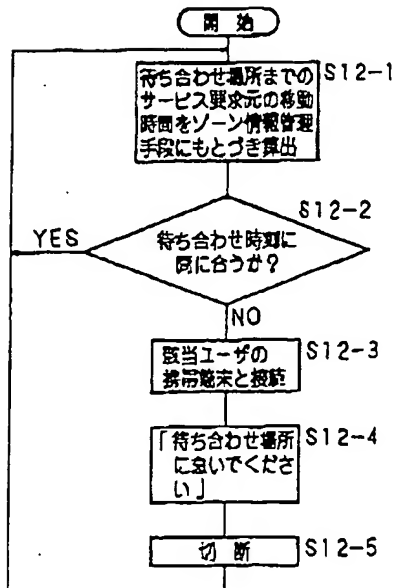 開始
待ち合わせ場所までの S12-1
サービス要求元の移動
時間をゾーン情報管理
手段にもとづき算出
S12-2
YES
待ち合わせ時刻に
間に合うか？
NO
該当ユーザの S12-3
携帯端末と接続
「待ち合わせ場所 S12-4
に急いでくださ
い」
切断 S12-5